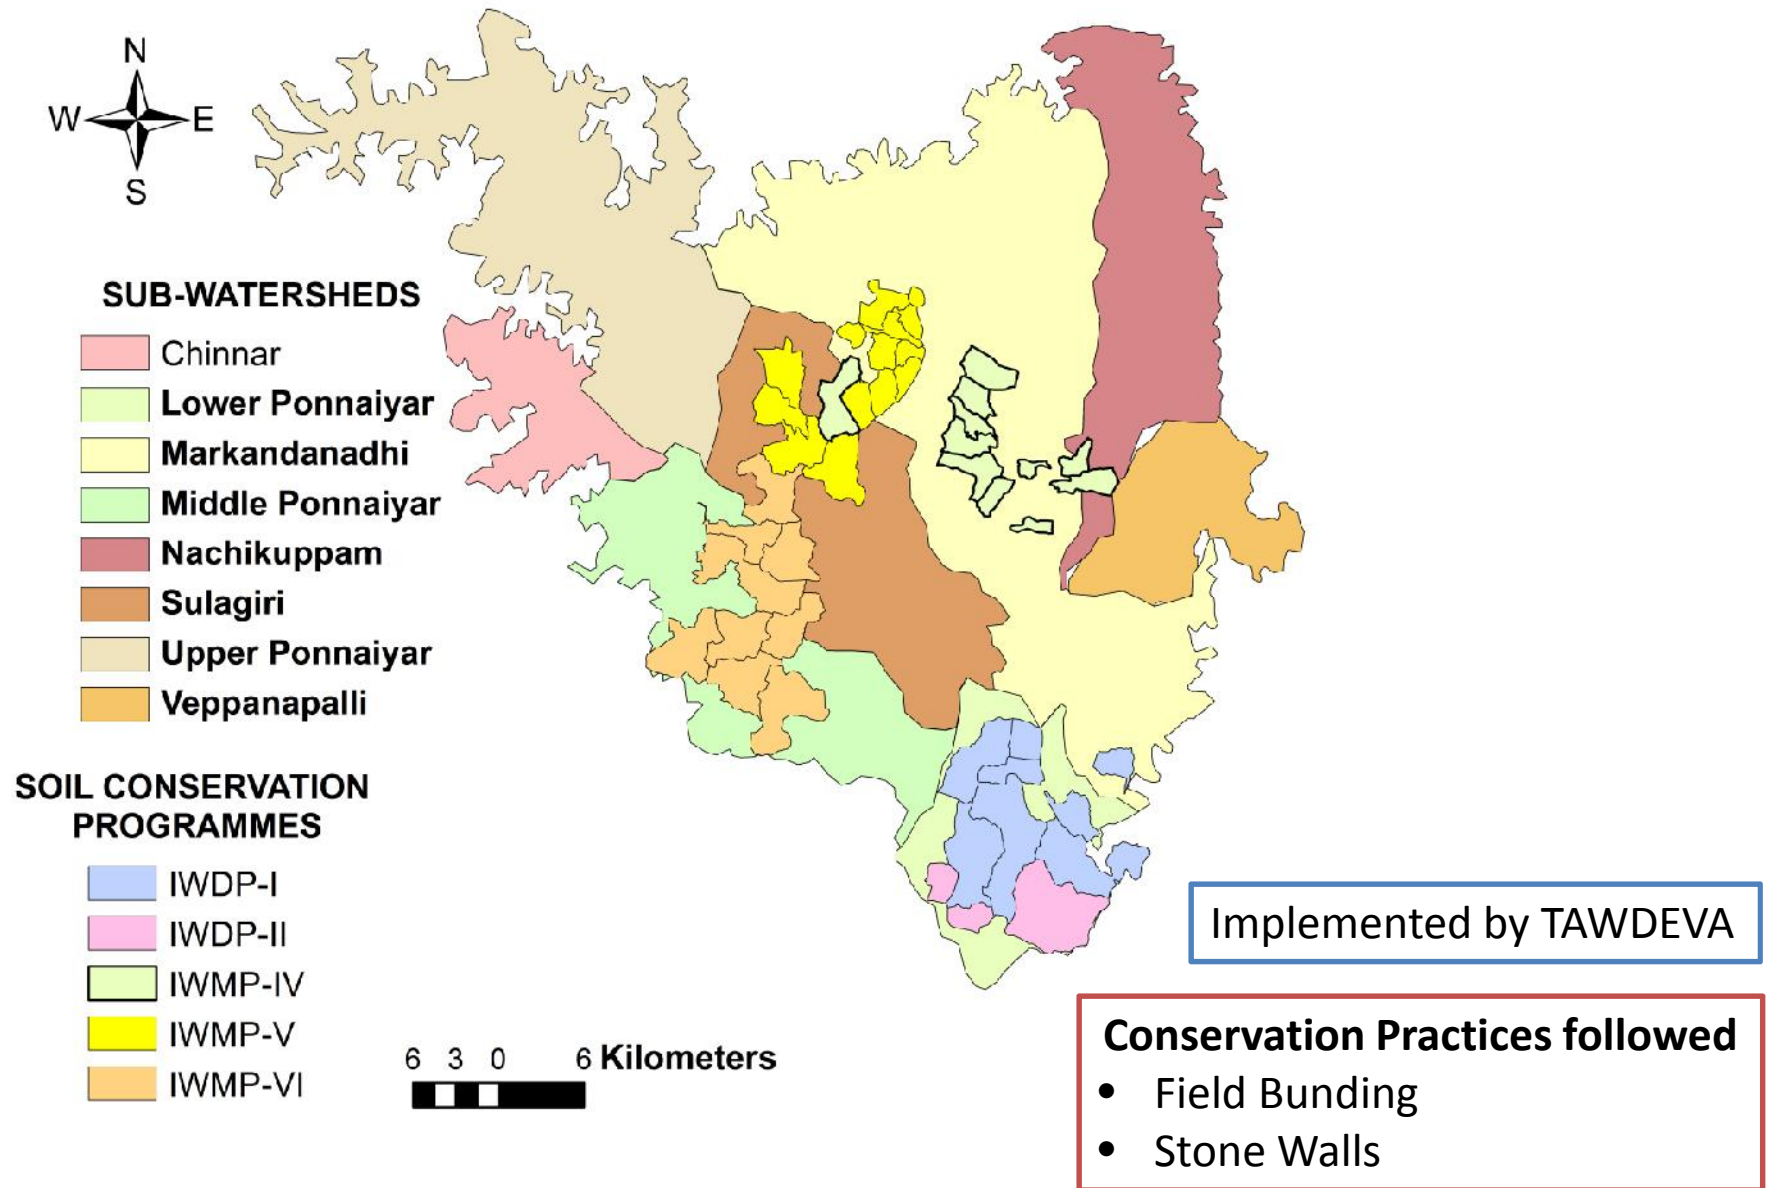 N
W E
S
SUB-WATERSHEDS
Chinnar
Lower Ponnaiyar
Markandanadhi
Middle Ponnaiyar
Nachikuppam
Sulagiri
Upper Ponnaiyar
Veppanapalli
SOIL CONSERVATION
PROGRAMMES
IWDP-I
IWDP-II
IWMP-IV
IWMP-V
IWMP-VI
6 3 0 6 Kilometers
Implemented by TAWDEVA
Conservation Practices followed
• Field Bunding
• Stone Walls